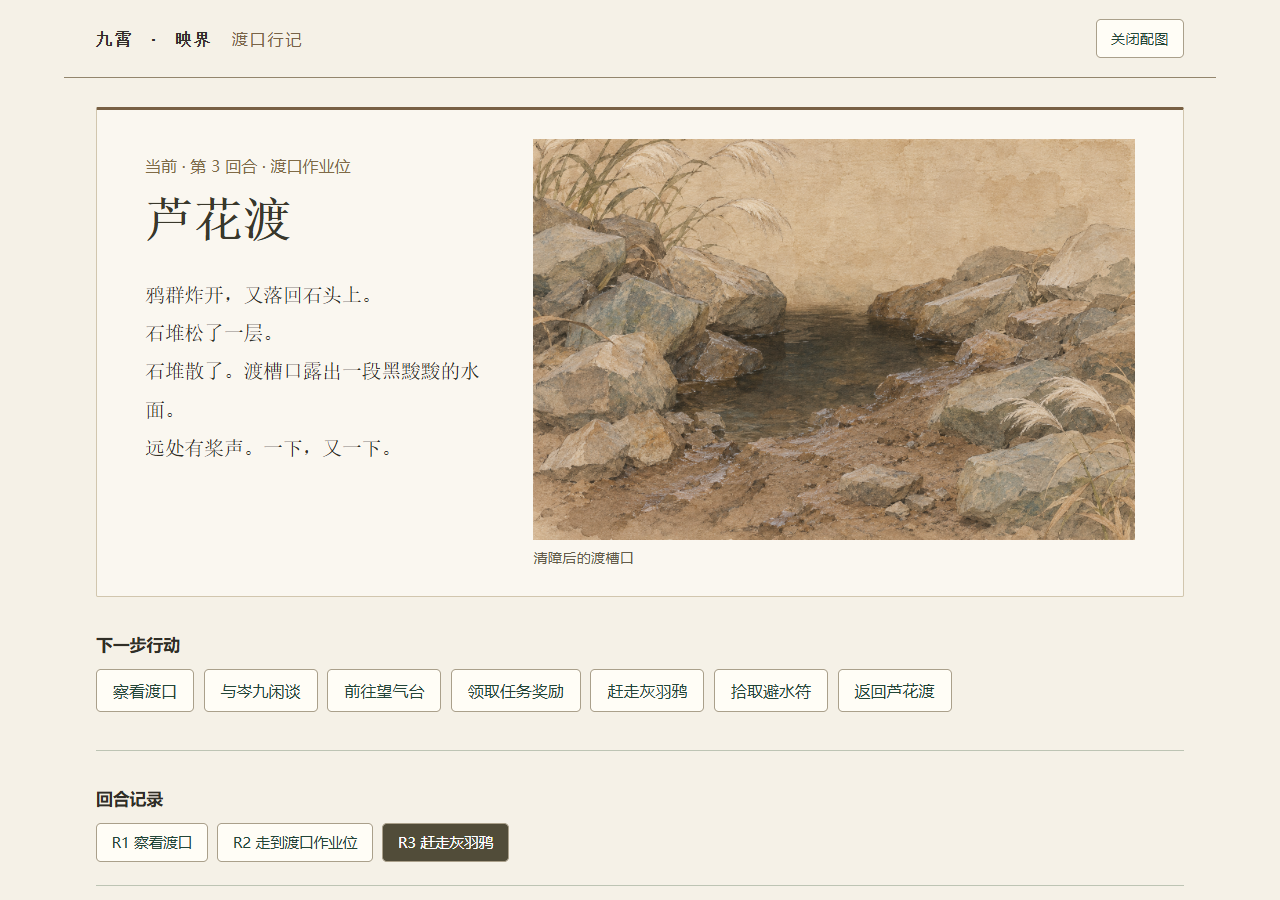 九霄 · 映界 渡口行记
关闭配图
当前 · 第 3 回合 · 渡口作业位
芦花渡
鸦群炸开，又落回石头上。
石堆松了一层。
石堆散了。渡槽口露出一段黑黢黢的水
面。
远处有桨声。一下，又一下。
清障后的渡槽口
下一步行动
察看渡口
与岑九闲谈
前往望气台
领取任务奖励
赶走灰羽鸦
拾取避水符
返回芦花渡
回合记录
R1 察看渡口
R2 走到渡口作业位
R3 赶走灰羽鸦